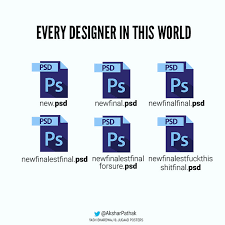 EVERY DESIGNER IN THIS WORLD
PSD PSD PSD
Ps Ps Ps
new.psd newfinal.psd newfinalfinal.psd
PSD PSD PSD
Ps Ps Ps
newfinalestfinal.psd newfinalestfinal newfinalestfuckthis
forsure.psd shitfinal.psd
@AksharPathak